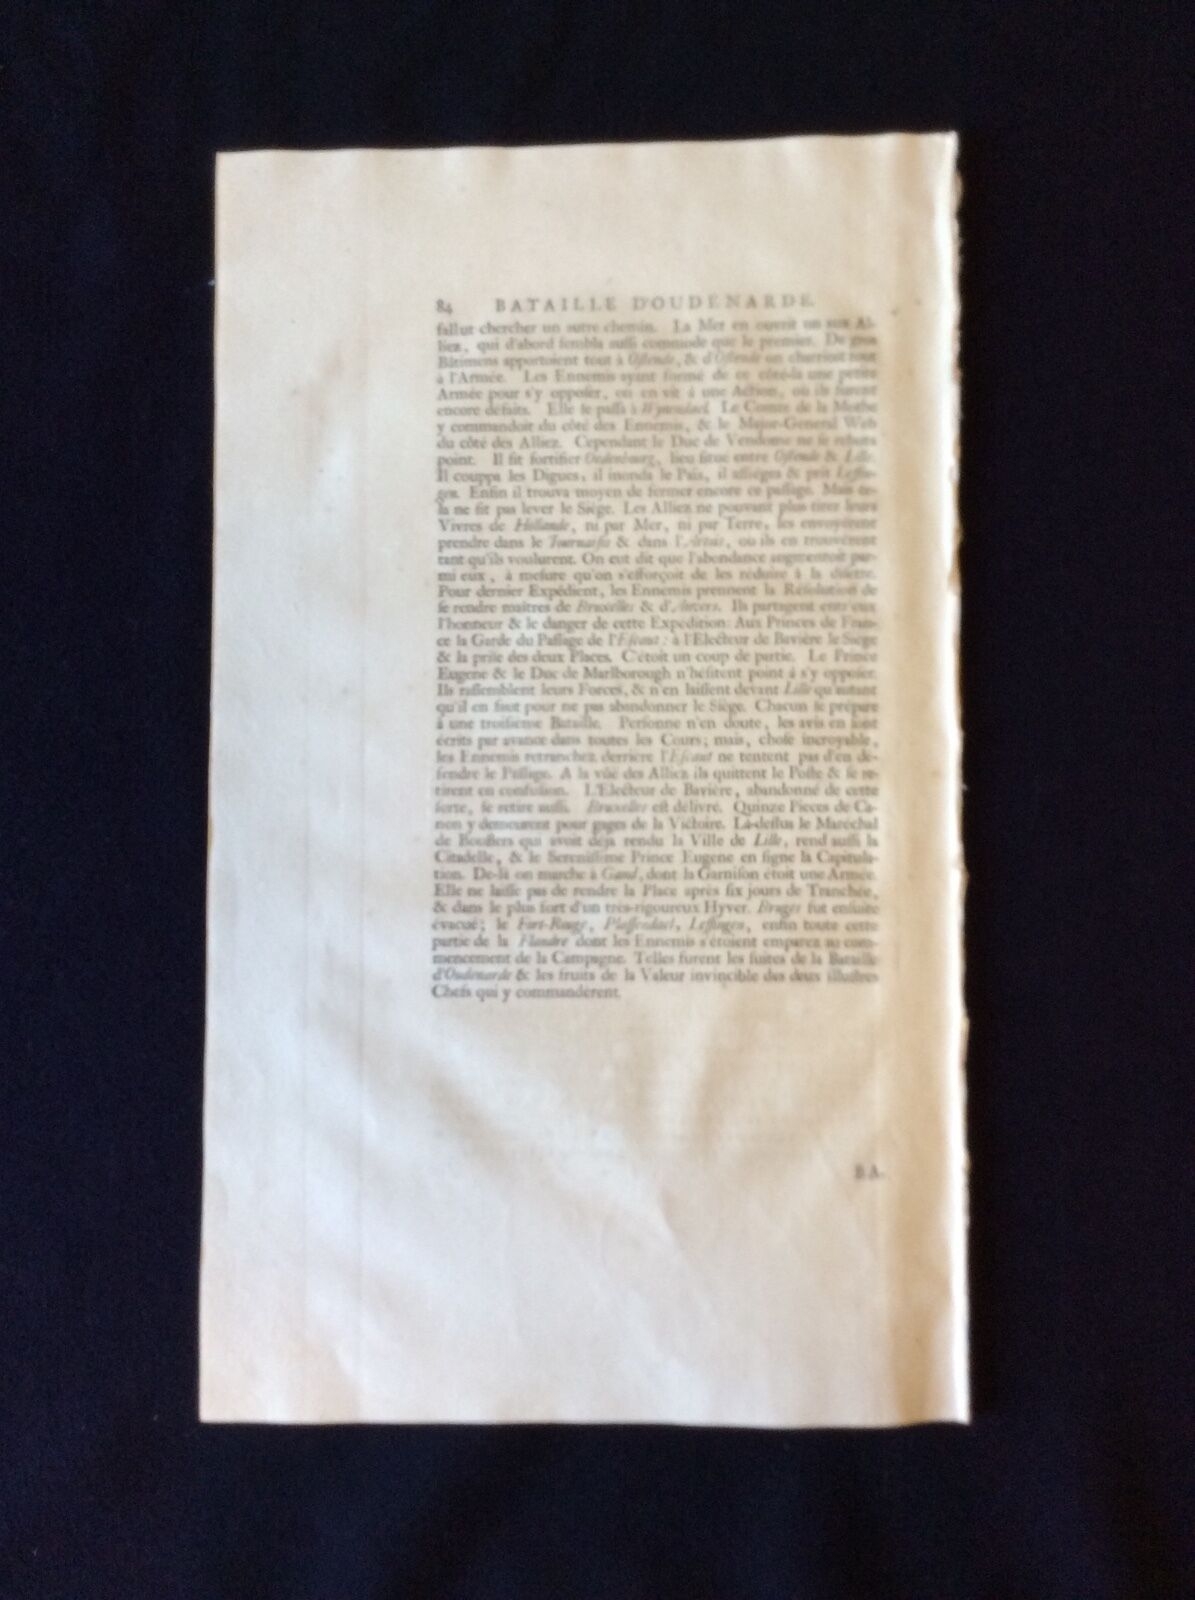 84 BATAILLE D'OUDENARDE.
fallut chercher un autre chemin. La Mer en ouvrit un aux Al-
liez, qui d'abord sembla aussi commode que le premier. De gros
Bâtimens apportoient tout à Ostende, & d'Ostende on charrioit tout
à l'Armée. Les Ennemis ayant formé de ce côté-là une petite
Armée pour s'y opposer, on en vit à une Action, où ils furent
encore défaits. Elle se passa à Wynendael. Le Comte de la Mothe
y commandoit du côté des Ennemis, & le Major-General Web
du côté des Alliez. Cependant le Duc de Vendome ne se rebuta
point. Il fit fortifier Oudenbourg, lieu situé entre Ostende & Lille.
Il couppa les Digues, il inonda le Païs, il assiégea & prit Leffin-
gen. Enfin il trouva moyen de fermer encore ce passage. Mais ce-
la ne fit pas lever le Siége. Les Alliez ne pouvant plus tirer leurs
Vivres de Hollande, ni par Mer, ni par Terre, les envoyérent
prendre dans le Tournaisis & dans l'Artois, où ils en trouvérent
tant qu'ils voulurent. On eut dit que l'abondance augmentoit par-
mi eux, à mesure qu'on s'efforçoit de les réduire à la disette.
Pour dernier Expédient, les Ennemis prennent la Résolution de
se rendre maitres de Bruxelles & d'Anvers. Ils partagent entr'eux
l'honneur & le danger de cette Expedition: Aux Princes de Fran-
ce la Garde du Passage de l'Escaut: à l'Electeur de Baviére le Siege
& la prise des deux Places. C'étoit un coup de partie. Le Prince
Eugene & le Duc de Marlborough n'hésitent point à s'y opposer.
Ils rassemblent leurs Forces, & n'en laissent devant Lille qu'autant
qu'il en faut pour ne pas abandonner le Siége. Chacun se prépare
à une troisieme Bataille. Personne n'en doute, les avis en sont
écrits par avance dans toutes les Cours; mais, chose incroyable,
les Ennemis retranchez derriére l'Escaut ne tentent pas d'en dé-
fendre le Passage. A la vûë des Alliez ils quittent le Poste & se re-
tirent en confusion. L'Electeur de Baviére, abandonné de cette
sorte, se retire aussi. Bruxelles est délivré. Quinze Pieces de Ca-
non y demeurent pour gages de la Victoire. Là-dessus le Maréchal
de Bouflers qui avoit déja rendu la Ville de Lille, rend aussi la
Citadelle, & le Serenissime Prince Eugene en signe la Capitula-
tion. De-là on marche à Gand, dont la Garnison étoit une Armée.
Elle ne laisse pas de rendre la Place après six jours de Tranchée,
& dans le plus fort d'un très-rigoureux Hyver. Bruges fut ensuite
évacué; le Fort-Rouge, Plassendael, Leffingen, enfin toute cette
partie de la Flandre dont les Ennemis s'étoient emparez au com-
mencement de la Campagne. Telles furent les suites de la Bataille
d'Oudenarde & les fruits de la Valeur invincible des deux illustres
Chefs qui y commandérent.
BA-